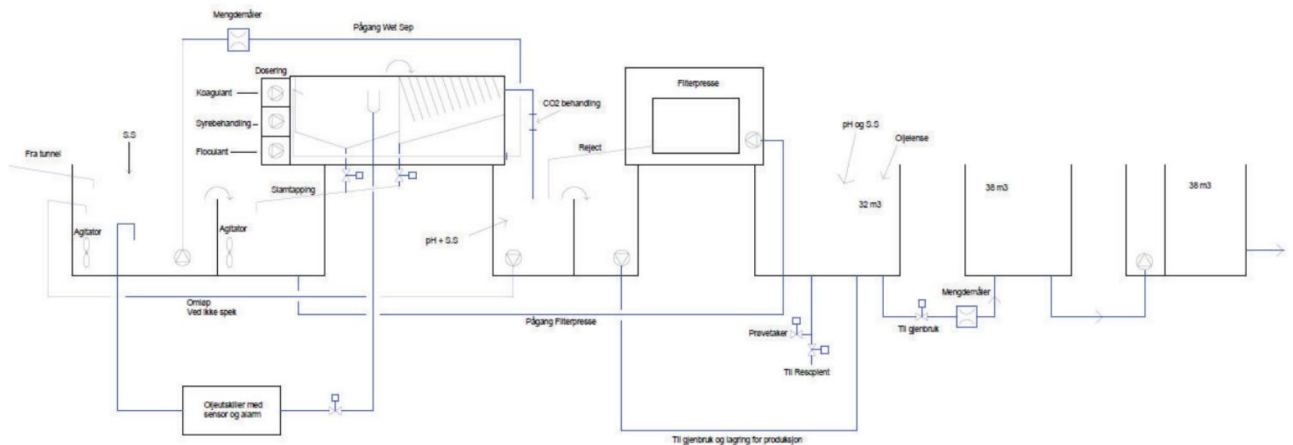 Mengdemåler
Pågang Wet Sep
Dosering
Koagulant
Syrebehandling
Floculant
S.S
Fra tunnel
Slamtapping
Agitator
Agitator
CO2 behandling
pH + S.S
Reject
Filterpresse
pH og S.S
Oljelense
32 m3
38 m3
38 m3
Omløp
Ved ikke spek
Pågang Filterpresse
Prøvetaker
Til Resipient
Til gjenbruk
Mengdemåler
Oljeutskiller med
sensor og alarm
Til gjenbruk og lagring for produksjon